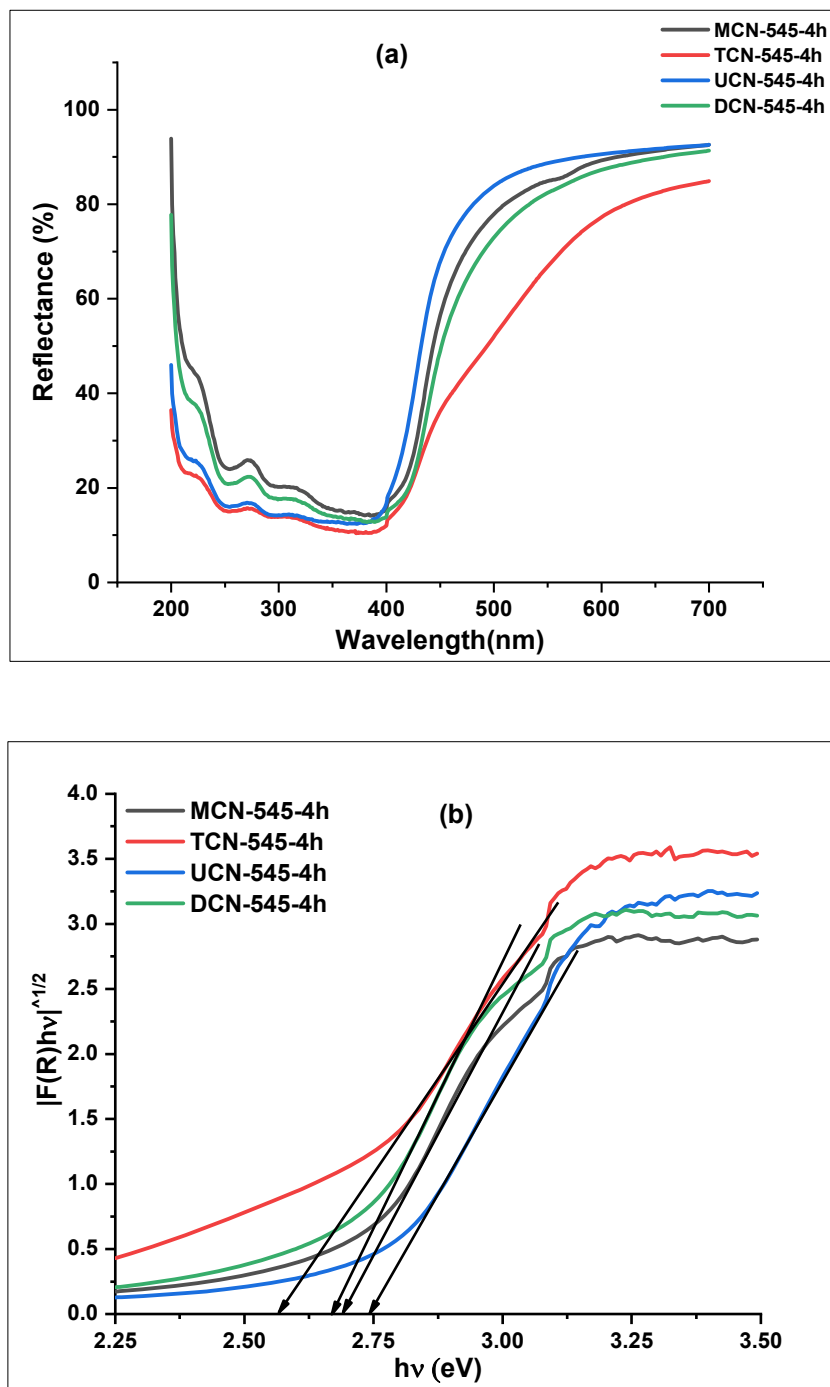 (a)
MCN-545-4h
TCN-545-4h
UCN-545-4h
DCN-545-4h
Reflectance (%)
100
80
60
40
20
0
200 300 400 500 600 700
Wavelength(nm)
(b)
MCN-545-4h
TCN-545-4h
UCN-545-4h
DCN-545-4h
|F(R)hν|^1/2
4.0
3.5
3.0
2.5
2.0
1.5
1.0
0.5
0.0
2.25 2.50 2.75 3.00 3.25 3.50
hν (eV)